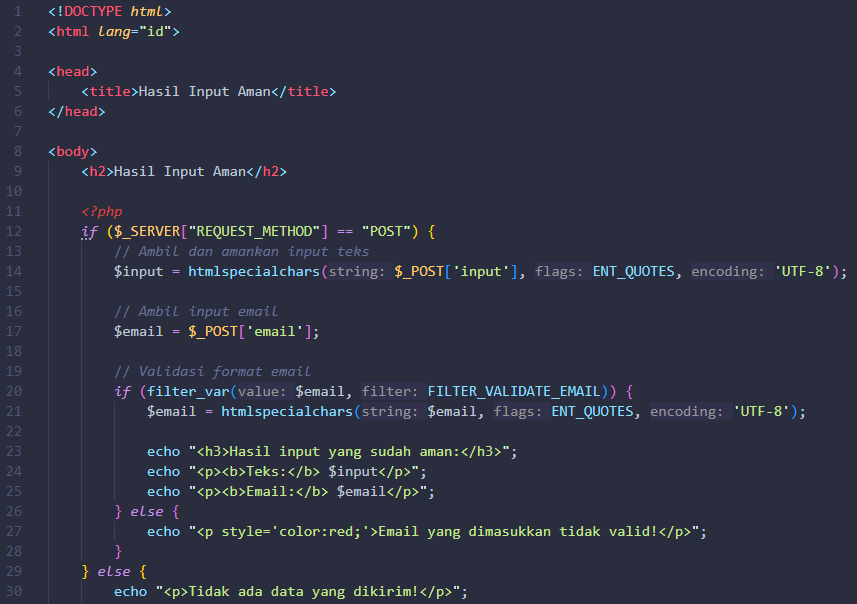 1 <!DOCTYPE html>
2 <html lang="id">
3
4 <head>
5     <title>Hasil Input Aman</title>
6 </head>
7
8 <body>
9     <h2>Hasil Input Aman</h2>
10
11     <?php
12     if ($_SERVER["REQUEST_METHOD"] == "POST") {
13         // Ambil dan amankan input teks
14         $input = htmlspecialchars(string: $_POST['input'], flags: ENT_QUOTES, encoding: 'UTF-8');
15
16         // Ambil input email
17         $email = $_POST['email'];
18
19         // Validasi format email
20         if (filter_var(value: $email, filter: FILTER_VALIDATE_EMAIL)) {
21             $email = htmlspecialchars(string: $email, flags: ENT_QUOTES, encoding: 'UTF-8');
22
23             echo "<h3>Hasil input yang sudah aman:</h3>";
24             echo "<p><b>Teks:</b> $input</p>";
25             echo "<p><b>Email:</b> $email</p>";
26         } else {
27             echo "<p style='color:red;'>Email yang dimasukkan tidak valid!</p>";
28         }
29     } else {
30         echo "<p>Tidak ada data yang dikirim!</p>";